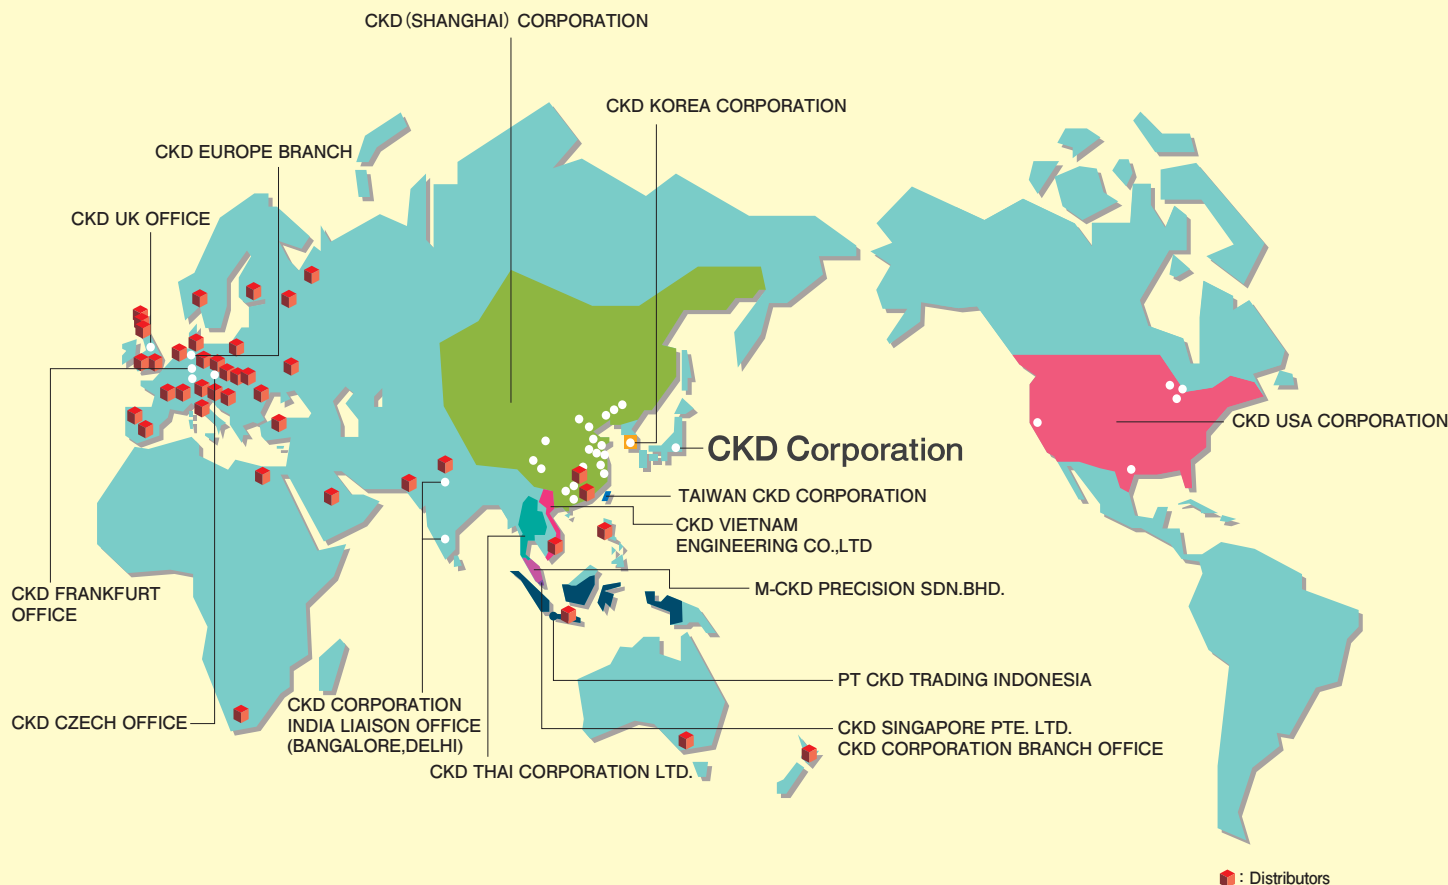 CKD(SHANGHAI) CORPORATION
CKD KOREA CORPORATION
CKD EUROPE BRANCH
CKD UK OFFICE
CKD USA CORPORATION
CKD Corporation
TAIWAN CKD CORPORATION
CKD VIETNAM
ENGINEERING CO.,LTD
M-CKD PRECISION SDN.BHD.
CKD FRANKFURT
OFFICE
PT CKD TRADING INDONESIA
CKD CZECH OFFICE
CKD CORPORATION
INDIA LIAISON OFFICE
(BANGALORE,DELHI)
CKD SINGAPORE PTE. LTD.
CKD CORPORATION BRANCH OFFICE
CKD THAI CORPORATION LTD.
: Distributors